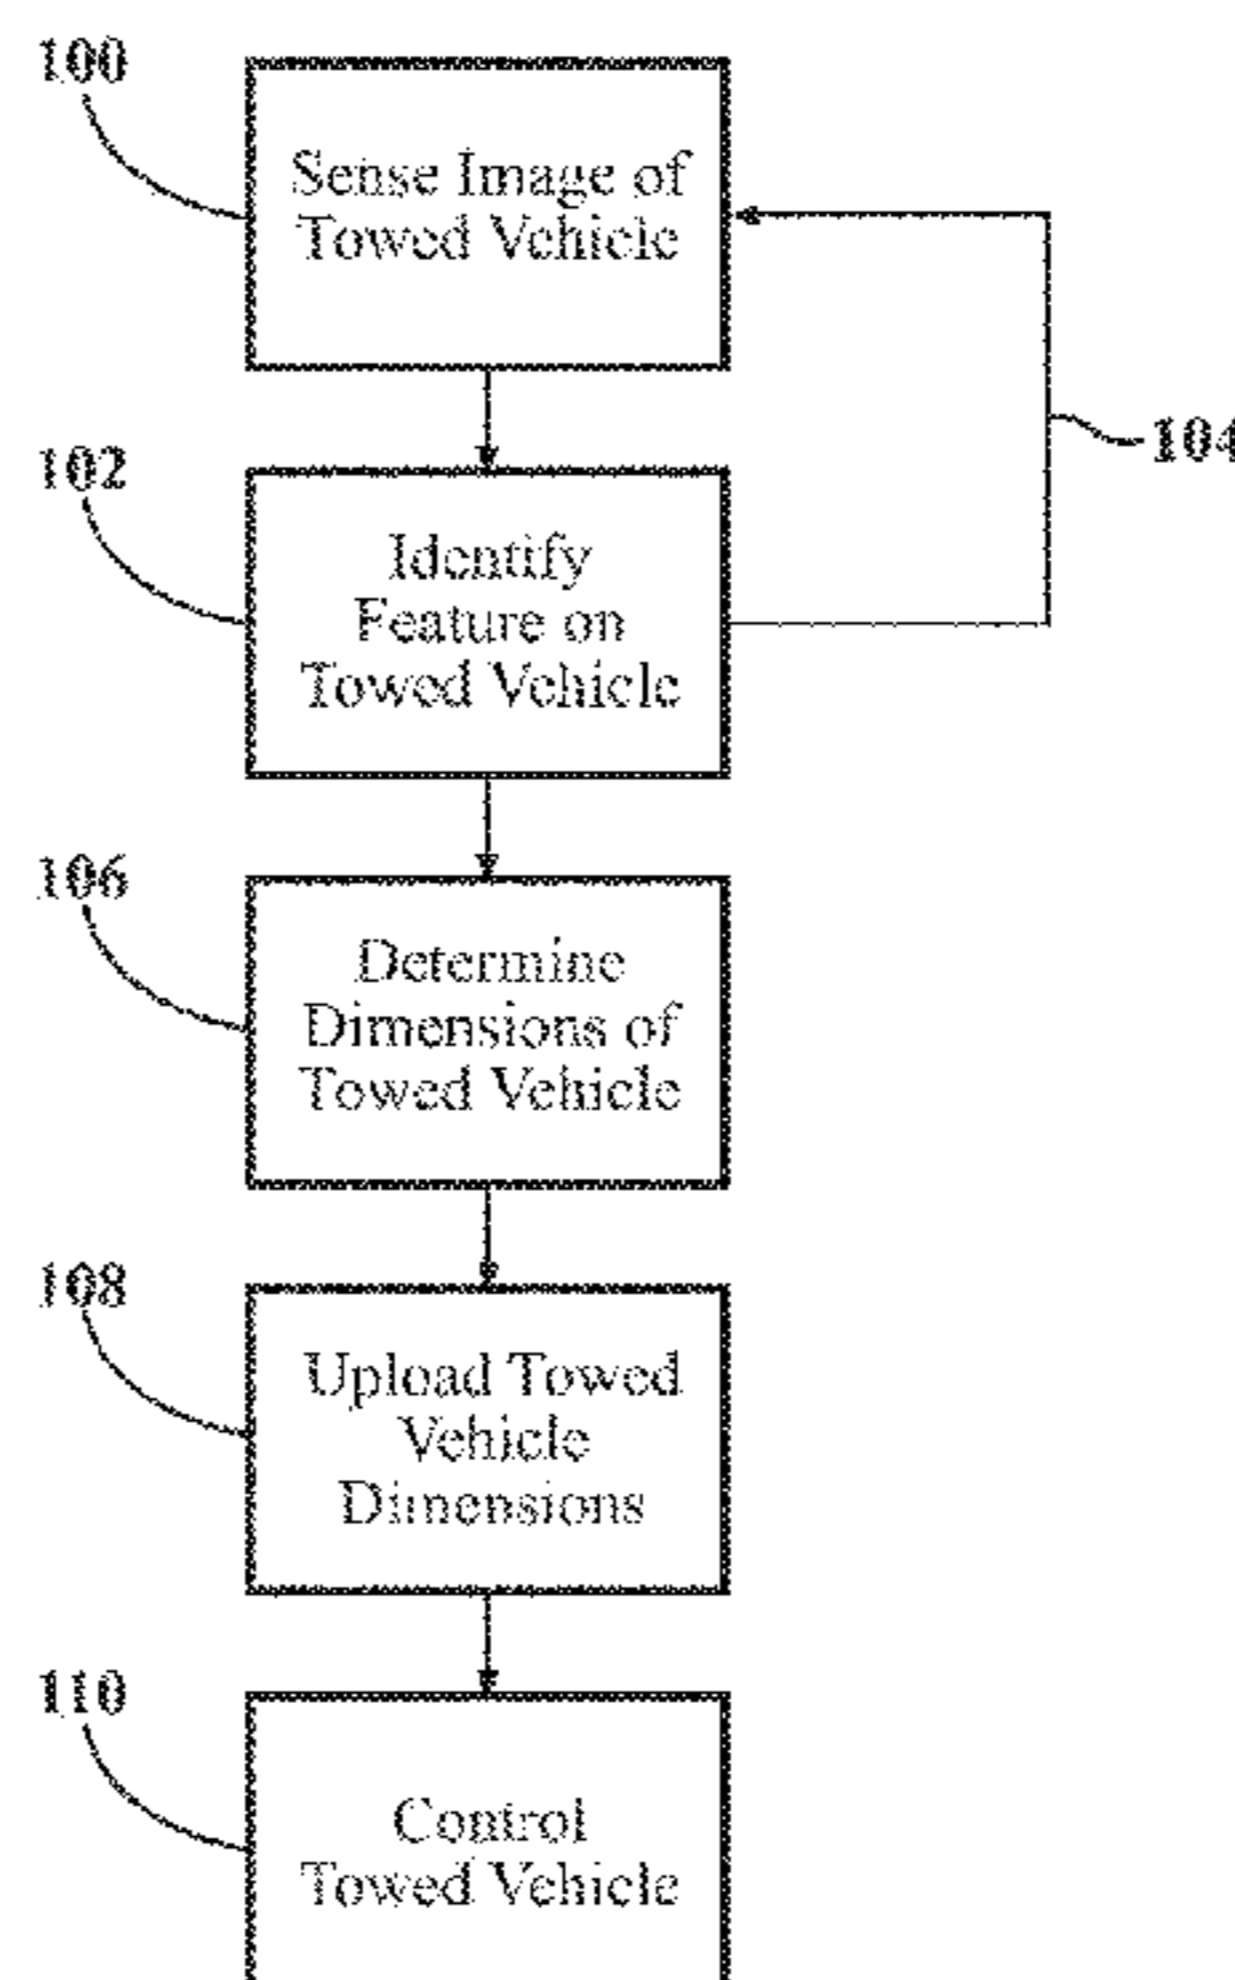 100
Sense Image of
Towed Vehicle
104
102
Identify
Feature on
Towed Vehicle
106
Determine
Dimensions of
Towed Vehicle
108
Upload Towed
Vehicle
Dimensions
110
Control
Towed Vehicle